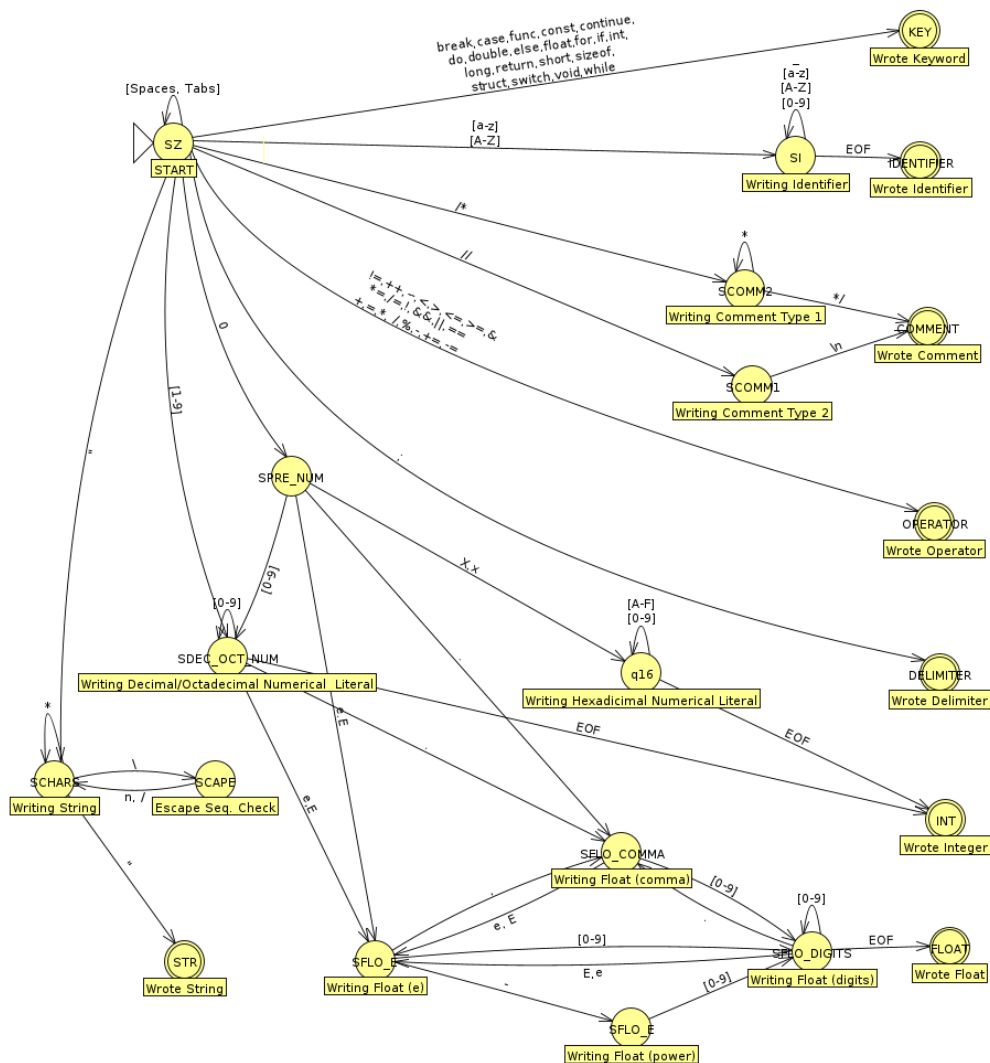 break,case,func,const,continue,
do,double,else,float,for,if,int,
long,return,short,sizeof,
struct,switch,void,while
KEY
Wrote Keyword
[Spaces, Tabs]
SZ
START
[a-z]
[A-Z]
_
[a-z]
[A-Z]
[0-9]
SI
Writing Identifier
EOF
IDENTIFIER
Wrote Identifier
/*
*
SCOMM2
Writing Comment Type 1
*/
COMMENT
Wrote Comment
//
SCOMM1
Writing Comment Type 2
\n
!=,++,-,<,>,<=,>=,&
*=,/=,!,&&,||,==
+,=,*,/,%,-,+=,-=
OPERATOR
Wrote Operator
0
[1-9]
"
;
SPRE_NUM
[0-9]
X,x
.
e,E
[0-9]
SDEC_OCT_NUM
Writing Decimal/Octadecimal Numerical Literal
[A-F]
[0-9]
q16
Writing Hexadicimal Numerical Literal
DELIMITER
Wrote Delimiter
EOF
EOF
.
e,E
*
SCHARS
Writing String
\
n, /
SCAPE
Escape Seq. Check
INT
Wrote Integer
"
SFLO_COMMA
Writing Float (comma)
.
e, E
[0-9]
.
[0-9]
STR
Wrote String
SFLO_E
Writing Float (e)
[0-9]
E,e
SFLO_DIGITS
Writing Float (digits)
EOF
FLOAT
Wrote Float
-
[0-9]
SFLO_E
Writing Float (power)